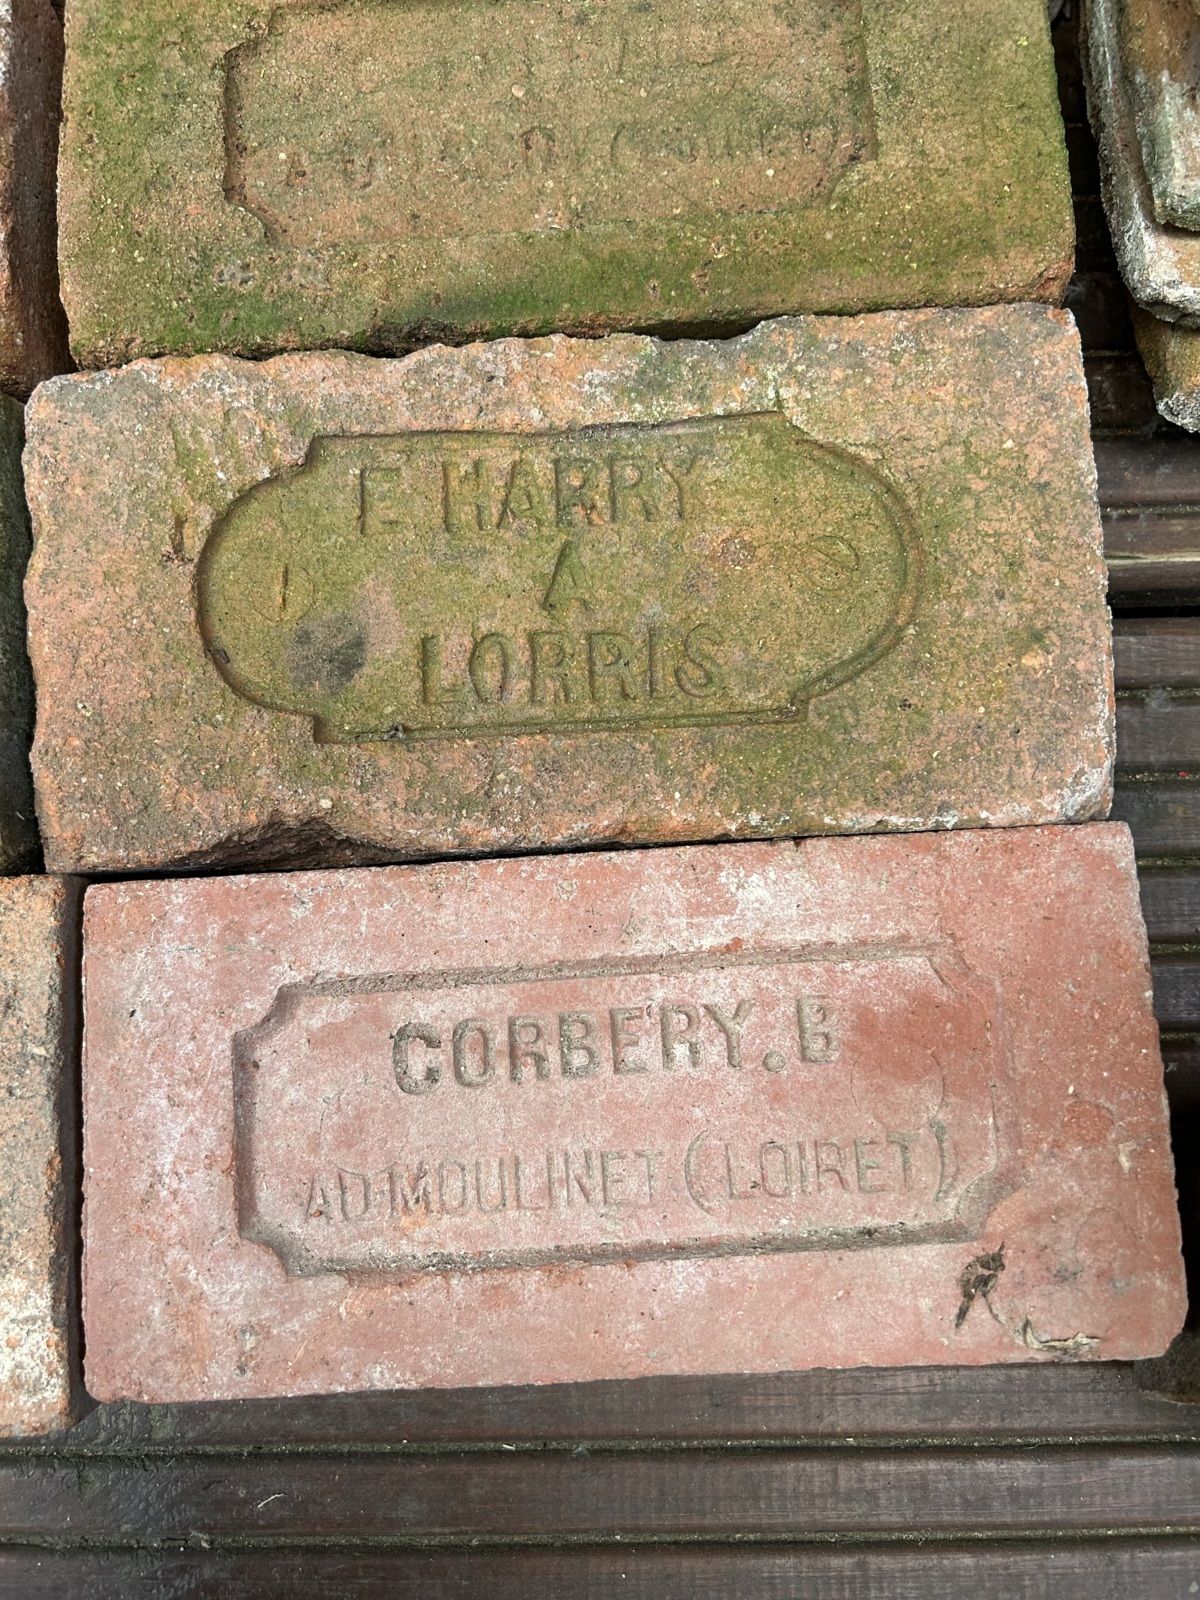 (LOIRET)
E HARRY
A
LORRIS
CORBERY.B
AU MOULINET (LOIRET)